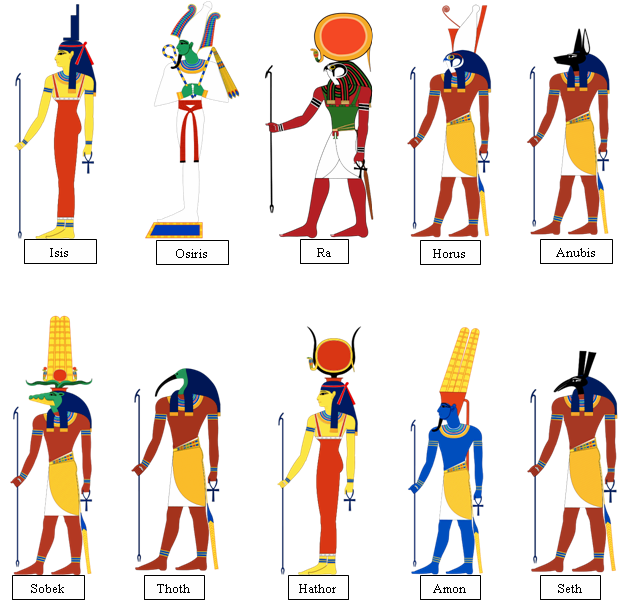 Isis
Osiris
Ra
Horus
Anubis
Sobek
Thoth
Hathor
Amon
Seth